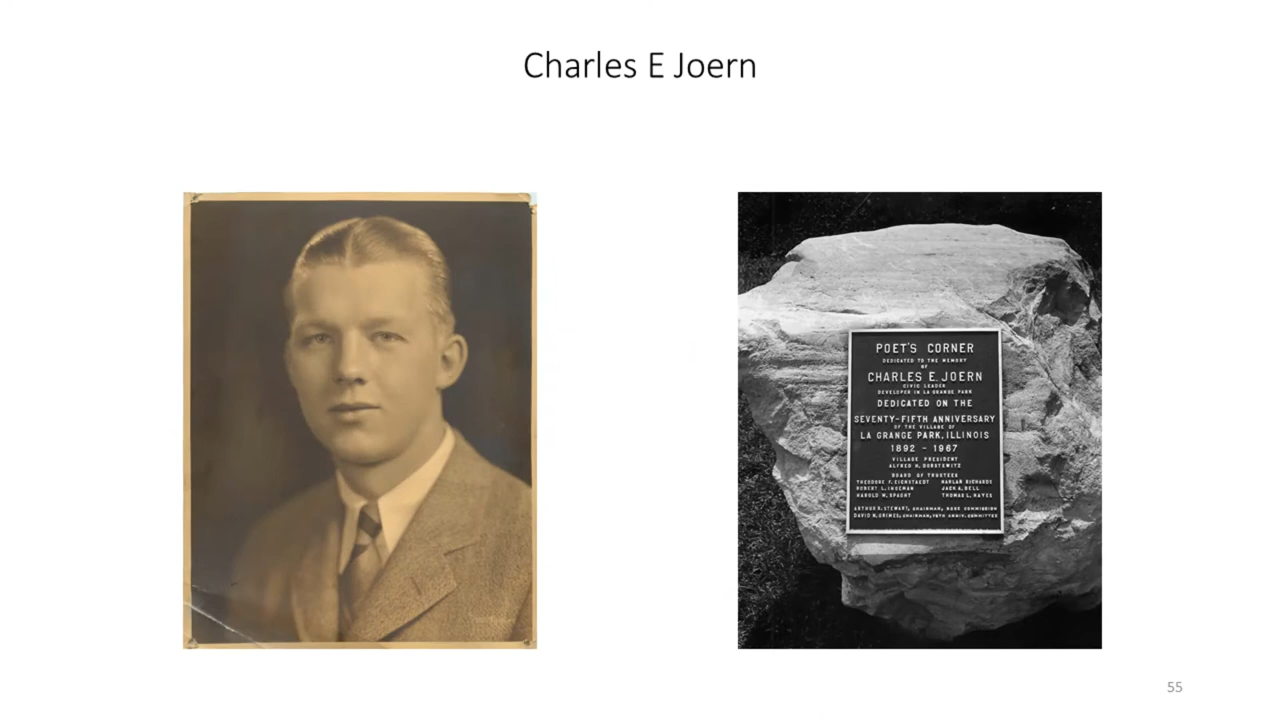 Charles E Joern
POET'S CORNER
DEDICATED TO THE MEMORY
OF
CHARLES E. JOERN
CIVIC LEADER
DEVELOPED IN LA GRANGE PARK
DEDICATED ON THE
SEVENTY-FIFTH ANNIVERSARY
OF THE VILLAGE OF
LA GRANGE PARK, ILLINOIS
1892 - 1967
VILLAGE PRESIDENT
ALFRED H.
BOARD OF TRUSTEES
THEODORE F. EICHSTAEDT HARLAN RICHARDS
ROBERT L. INGEMAN JACK A. BELL
HAROLD W. SPAGHT THOMAS L. HAYES
ARTHUR R. STEWART, CHAIRMAN, COMMISSION
DAVID N. GRIMES, CHAIRMAN, 75TH ANNIV. COMMITTEE
55